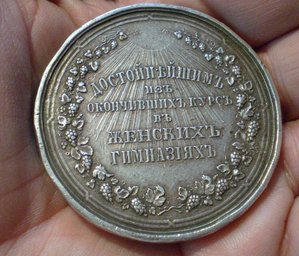 ДОСТОЙНѢЙШИМЪ
ИЗЪ
ОКОНЧИВШИХЪ КУРСЪ
ВЪ
ЖЕНСКИХЪ
ГИМНАЗІЯХЪ